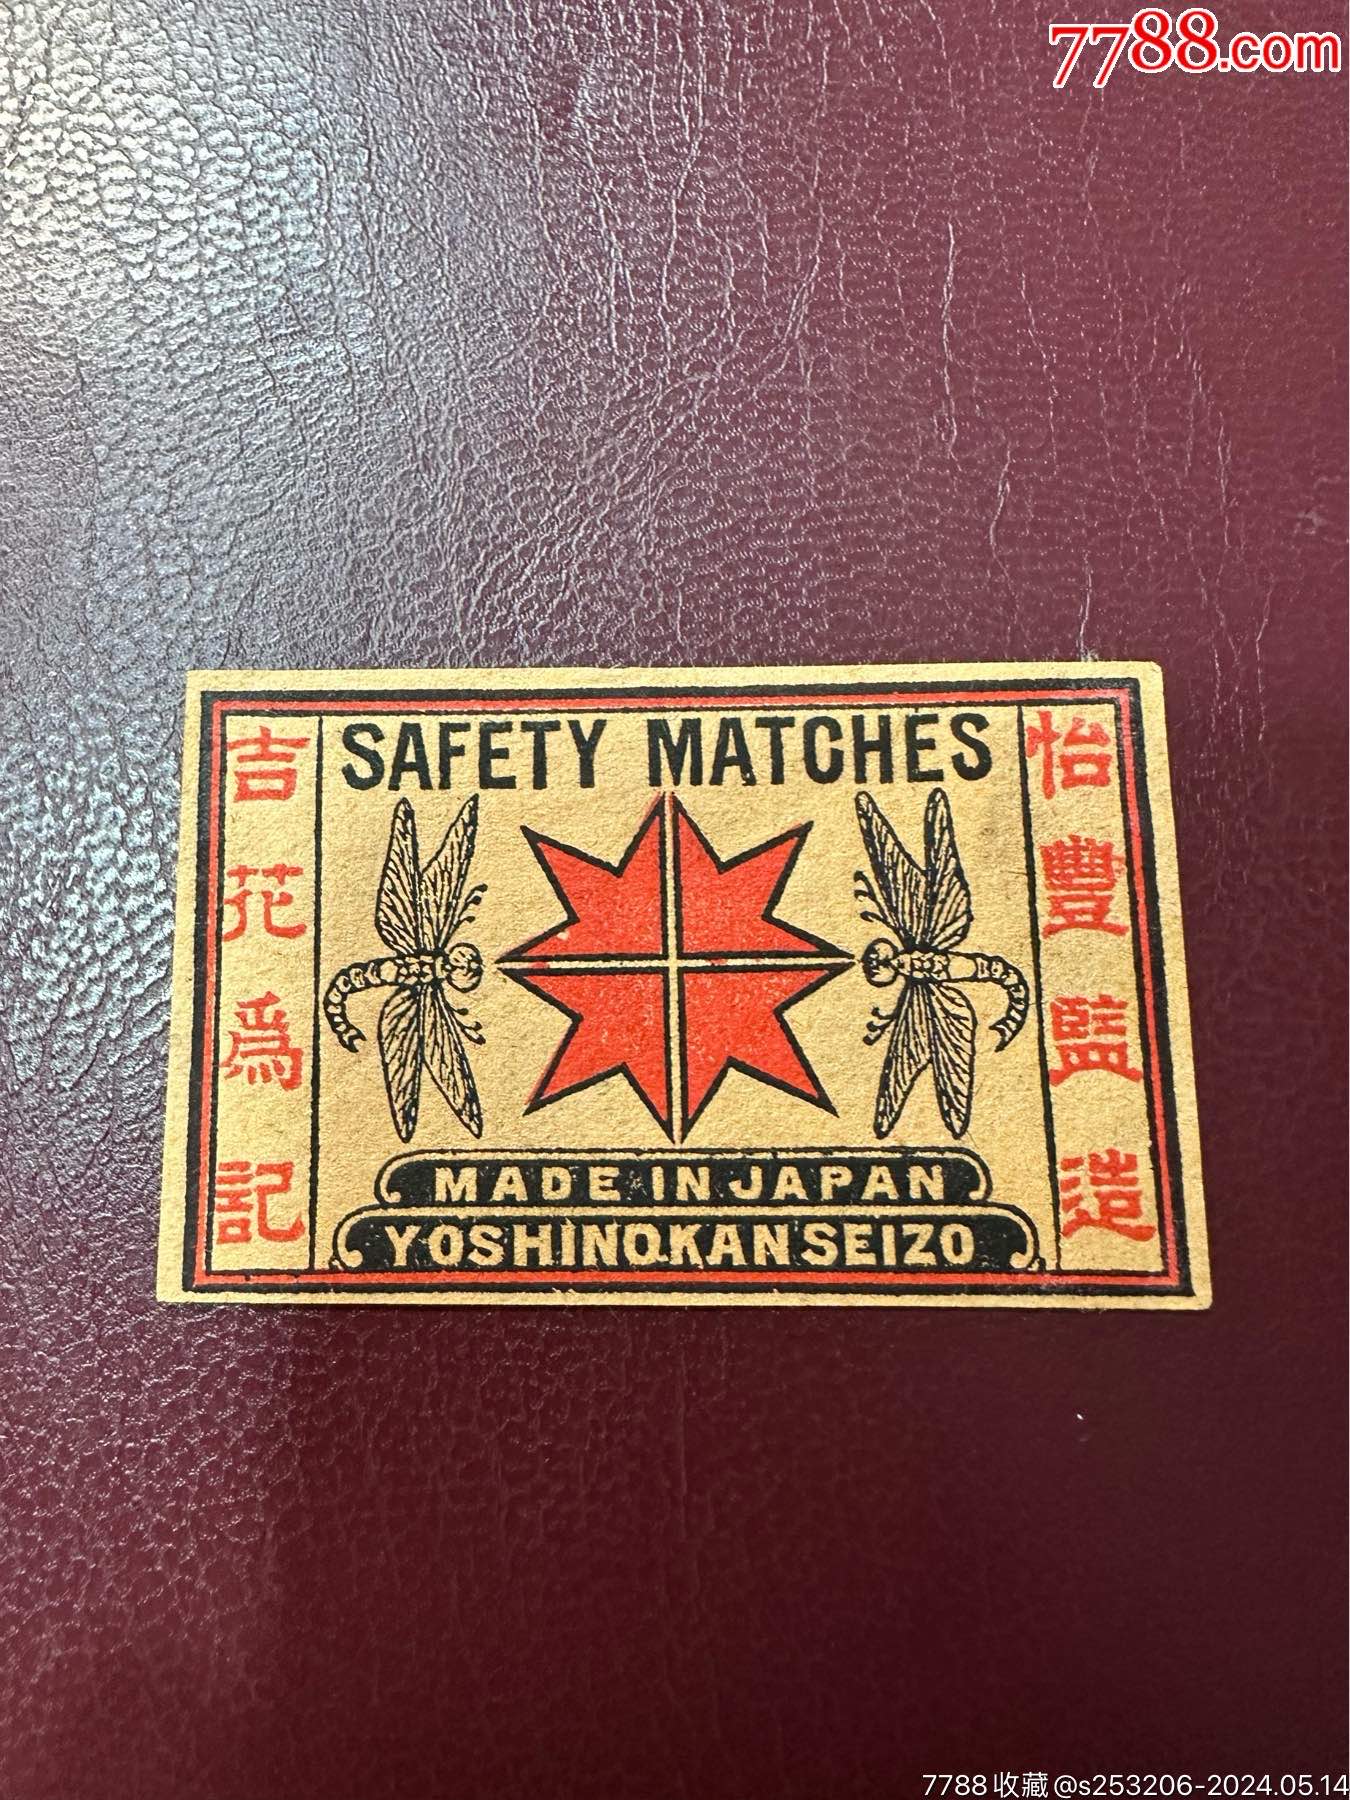 7788.com
SAFETY MATCHES
怡豐監造
吉花為記
MADE IN JAPAN
YOSHINOKAN SEIZO
7788收藏@s253206-2024.05.14